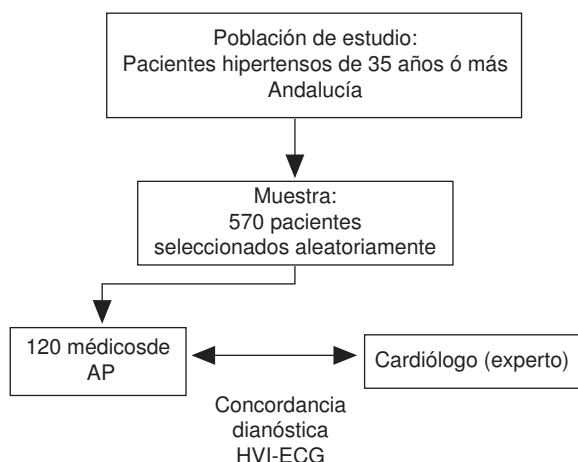 Población de estudio:
Pacientes hipertensos de 35 años ó más
Andalucía
Muestra:
570 pacientes
seleccionados aleatoriamente
120 médicosde
AP
Cardiólogo (experto)
Concordancia
dianóstica
HVI-ECG